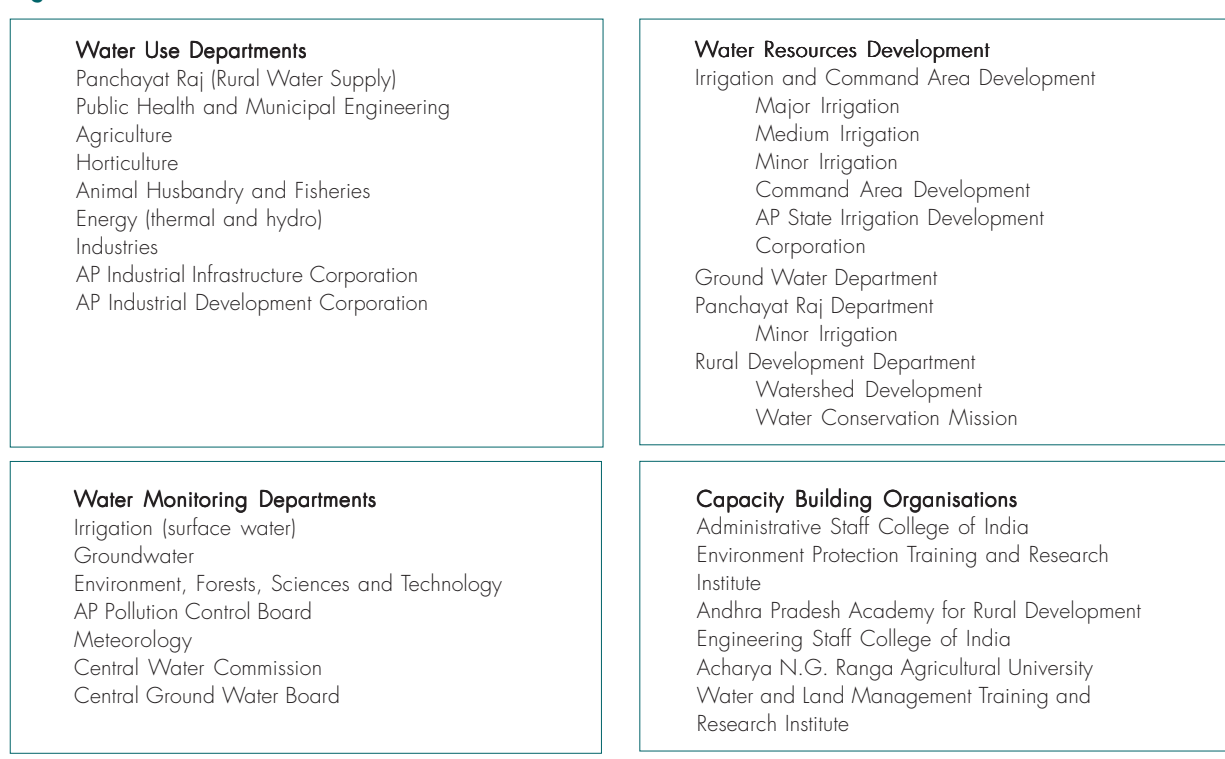 Water Use Departments
Panchayat Raj (Rural Water Supply)
Public Health and Municipal Engineering
Agriculture
Horticulture
Animal Husbandry and Fisheries
Energy (thermal and hydro)
Industries
AP Industrial Infrastructure Corporation
AP Industrial Development Corporation
Water Resources Development
Irrigation and Command Area Development
Major Irrigation
Medium Irrigation
Minor Irrigation
Command Area Development
AP State Irrigation Development
Corporation
Ground Water Department
Panchayat Raj Department
Minor Irrigation
Rural Development Department
Watershed Development
Water Conservation Mission
Water Monitoring Departments
Irrigation (surface water)
Groundwater
Environment, Forests, Sciences and Technology
AP Pollution Control Board
Meteorology
Central Water Commission
Central Ground Water Board
Capacity Building Organisations
Administrative Staff College of India
Environment Protection Training and Research
Institute
Andhra Pradesh Academy for Rural Development
Engineering Staff College of India
Acharya N.G. Ranga Agricultural University
Water and Land Management Training and
Research Institute